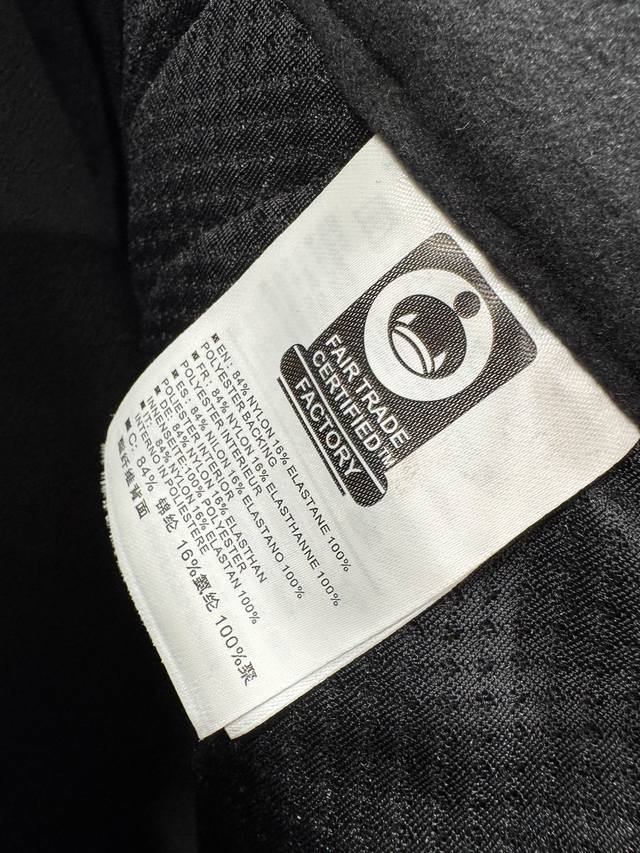 FAIR TRADE
CERTIFIED™
FACTORY
■ EN: 84% NYLON 16% ELASTANE 100%
POLYESTER BACKING
■ FR: 84% NYLON 16% ELASTHANNE 100%
POLYESTER INTERIEUR
■ ES: 84% NILON 16% ELASTANO 100%
POLIESTER INTERIOR
■ DE: 84% NYLON 16% ELASTHAN
INNENSEITE:100% POLYESTER
■ IT: 84% NYLON 16% ELASTAN 100%
INTERNO IN POLIESTERE
■ C: 84% 锦纶 16%氨纶 100%聚
酯纤维背面